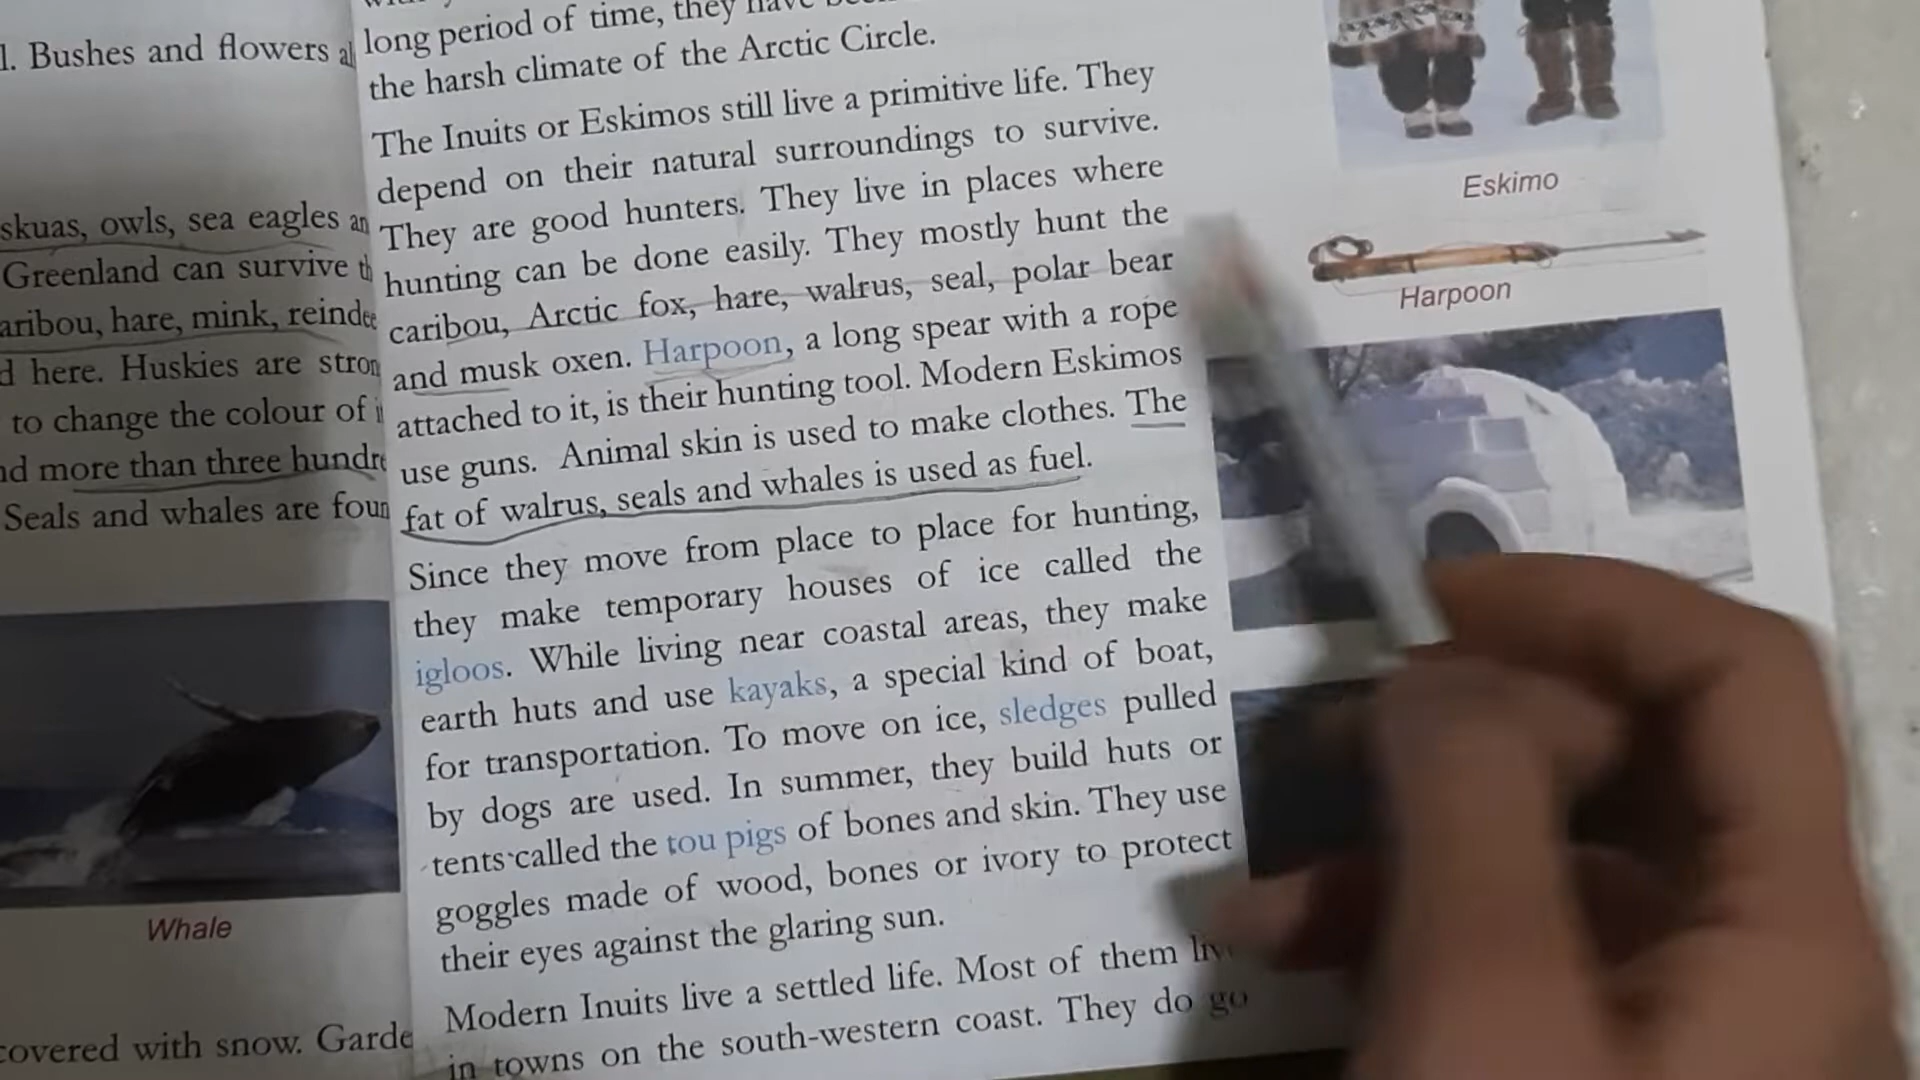 l. Bushes and flowers
skuas, owls, sea eagles
Greenland can survive
aribou, hare, mink,
d here. Huskies are
to change the colour of
nd more than three
Seals and whales are
Whale
covered with snow.
long period of time, they
the harsh climate of the Arctic Circle.
The Inuits or Eskimos still live a primitive life. They
depend on their natural surroundings to survive.
They are good hunters. They live in places where
hunting can be done easily. They mostly hunt the
caribou, Arctic fox, hare, walrus, seal, polar bear
and musk oxen. Harpoon, a long spear with a rope
attached to it, is their hunting tool. Modern Eskimos
use guns. Animal skin is used to make clothes. The
fat of walrus, seals and whales is used as fuel.
Since they move from place to place for hunting,
they make temporary houses of ice called the
igloos. While living near coastal areas, they make
earth huts and use kayaks, a special kind of boat,
for transportation. To move on ice, sledges pulled
by dogs are used. In summer, they build huts or
tents called the tou pigs of bones and skin. They use
goggles made of wood, bones or ivory to protect
their eyes against the glaring sun.
Modern Inuits live a settled life. Most of them
in towns on the south-western coast. They do go
Eskimo
Harpoon